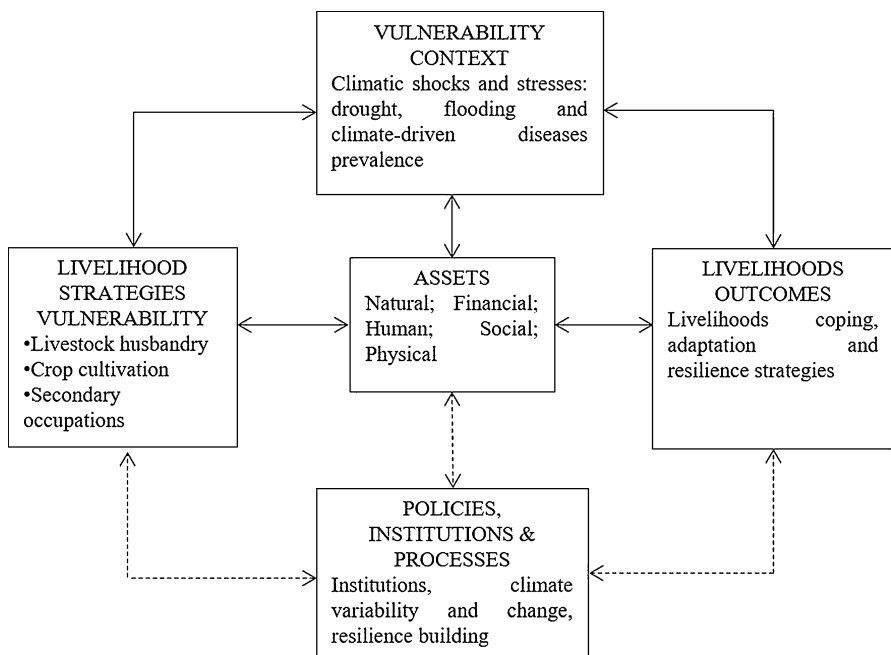 VULNERABILITY
CONTEXT
Climatic shocks and stresses:
drought, flooding and
climate-driven diseases
prevalence
LIVELIHOOD
STRATEGIES
VULNERABILITY
•Livestock husbandry
•Crop cultivation
•Secondary
occupations
ASSETS
Natural; Financial;
Human; Social;
Physical
LIVELIHOODS
OUTCOMES
Livelihoods coping,
adaptation and
resilience strategies
POLICIES,
INSTITUTIONS &
PROCESSES
Institutions, climate
variability and change,
resilience building